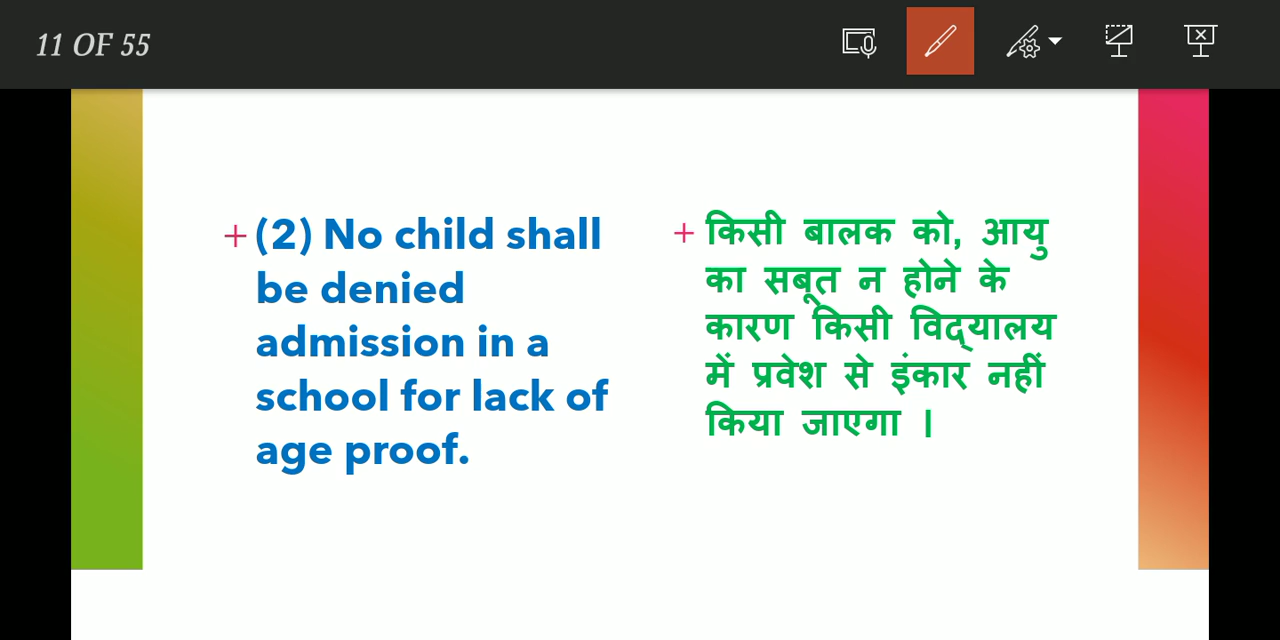 11 OF 55
+ (2) No child shall
be denied
admission in a
school for lack of
age proof.
+ किसी बालक को, आयु
का सबूत न होने के
कारण किसी विद्यालय
में प्रवेश से इंकार नहीं
किया जाएगा ।